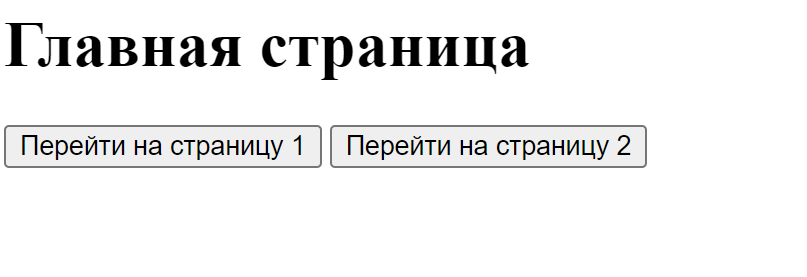 Главная страница
Перейти на страницу 1 Перейти на страницу 2